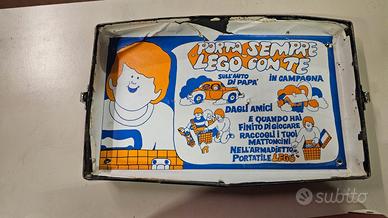 PORTA SEMPRE
LEGO CON TE
SULL'AUTO
DI PAPA'
IN CAMPAGNA
DAGLI AMICI
E QUANDO HAI
FINITO DI GIOCARE
RACCOGLI I TUOI
MATTONCINI
NELL'ARMADIETTO
PORTATILE LEGO
subito